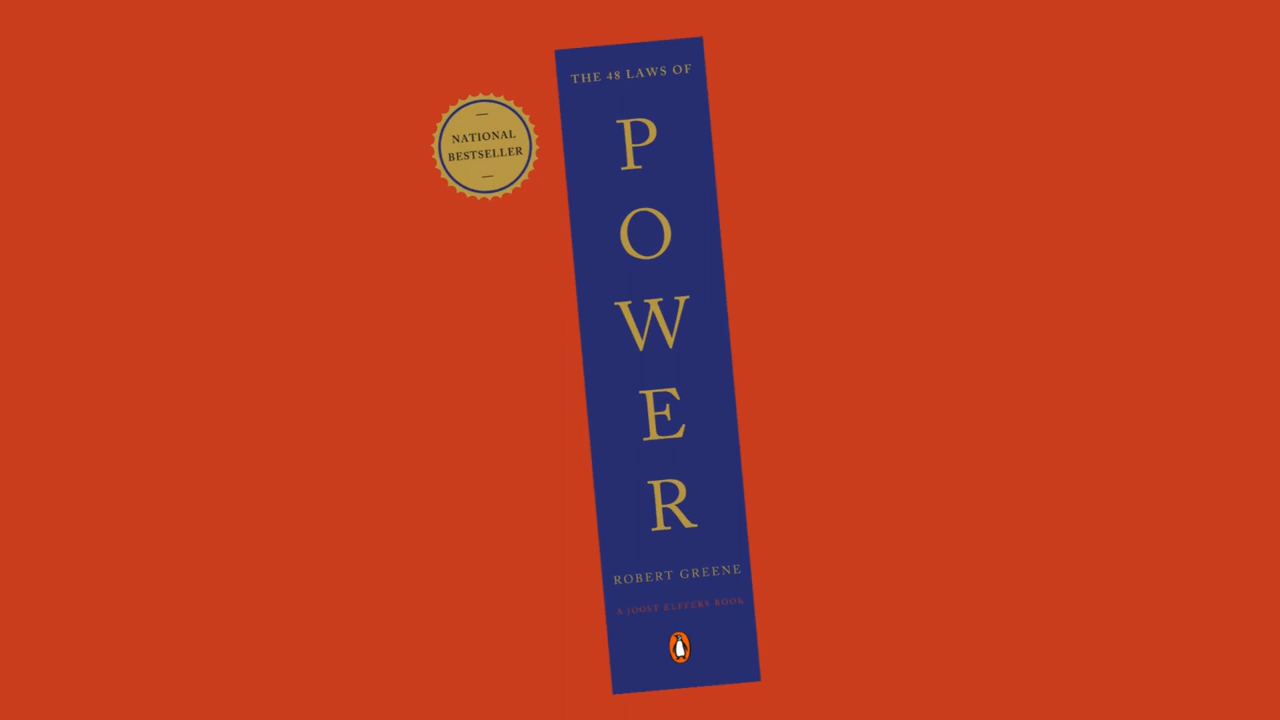 THE 48 LAWS OF
NATIONAL
BESTSELLER
P
O
W
E
R
ROBERT GREENE
A JOOST ELFFERS BOOK